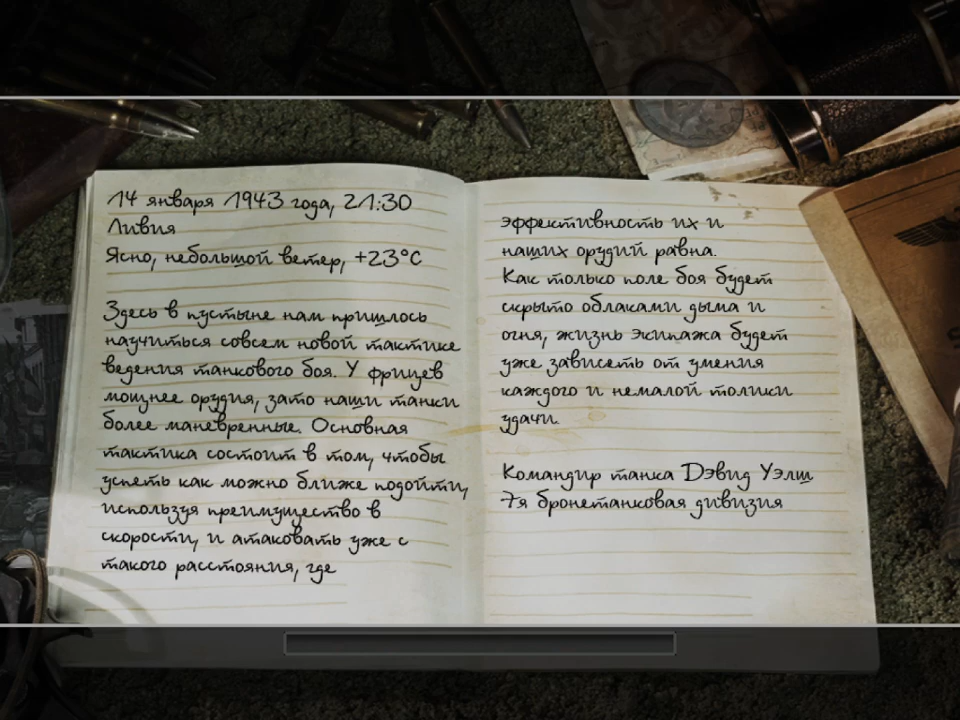 14 января 1943 года, 21:30
Ливия
Ясно, небольшой ветер, +23°C
Здесь в пустыне нам пришлось
научиться совсем новой тактике
ведения танкового боя. У фрицев
мощнее орудия, зато наши танки
более маневренные. Основная
тактика состоит в том, чтобы
успеть как можно ближе подойти,
используя преимущество в
скорости, и атаковать уже с
такого расстояния, где
эффективность их и
наших орудий равна.
Как только поле боя будет
скрыто облаками дыма и
огня, жизнь экипажа будет
уже зависеть от умения
каждого и немалой толики
удачи.
Командир танка Дэвид Уэлш
7я бронетанковая дивизия